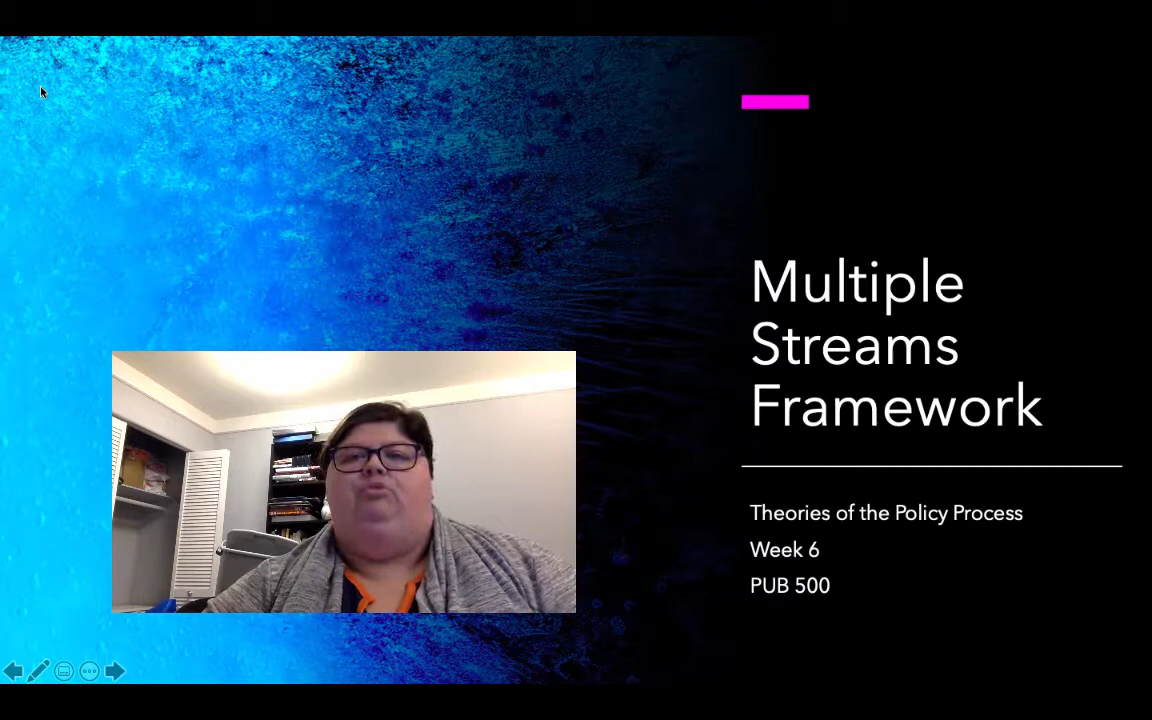 Multiple
Streams
Framework
Theories of the Policy Process
Week 6
PUB 500